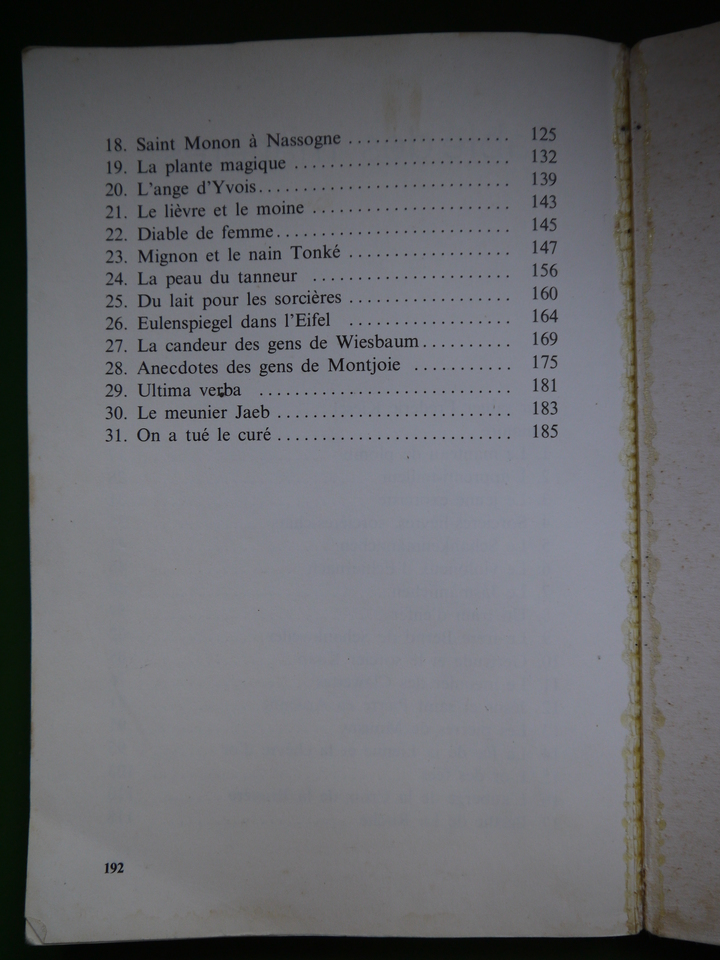 18. Saint Monon à Nassogne .................. 125
19. La plante magique ........................ 132
20. L'ange d'Yvois............................ 139
21. Le lièvre et le moine ...................... 143
22. Diable de femme.......................... 145
23. Mignon et le nain Tonké .................. 147
24. La peau du tanneur ...................... 156
25. Du lait pour les sorcières .................. 160
26. Eulenspiegel dans l'Eifel .................. 164
27. La candeur des gens de Wiesbaum.......... 169
28. Anecdotes des gens de Montjoie ........... 175
29. Ultima verba ............................ 181
30. Le meunier Jaeb .......................... 183
31. On a tué le curé .......................... 185
192